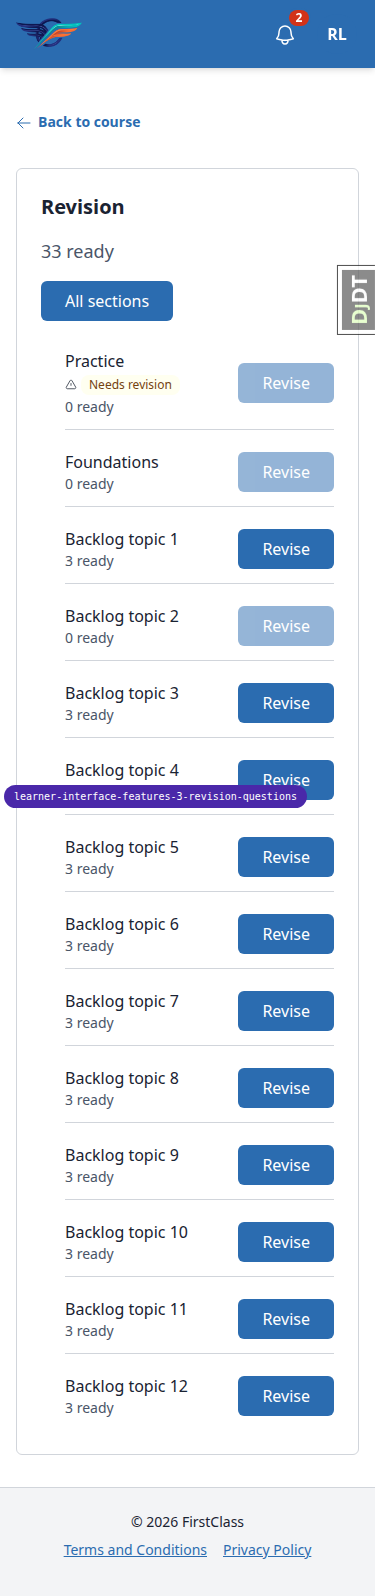 2
RL
Back to course
Revision
33 ready
DJDT
All sections
Practice
Needs revision
0 ready
Revise
Foundations
0 ready
Revise
Backlog topic 1
3 ready
Revise
Backlog topic 2
0 ready
Revise
Backlog topic 3
3 ready
Revise
Backlog topic 4
Revise
learner-interface-features-3-revision-questions
Backlog topic 5
3 ready
Revise
Backlog topic 6
3 ready
Revise
Backlog topic 7
3 ready
Revise
Backlog topic 8
3 ready
Revise
Backlog topic 9
3 ready
Revise
Backlog topic 10
3 ready
Revise
Backlog topic 11
3 ready
Revise
Backlog topic 12
3 ready
Revise
© 2026 FirstClass
Terms and Conditions Privacy Policy